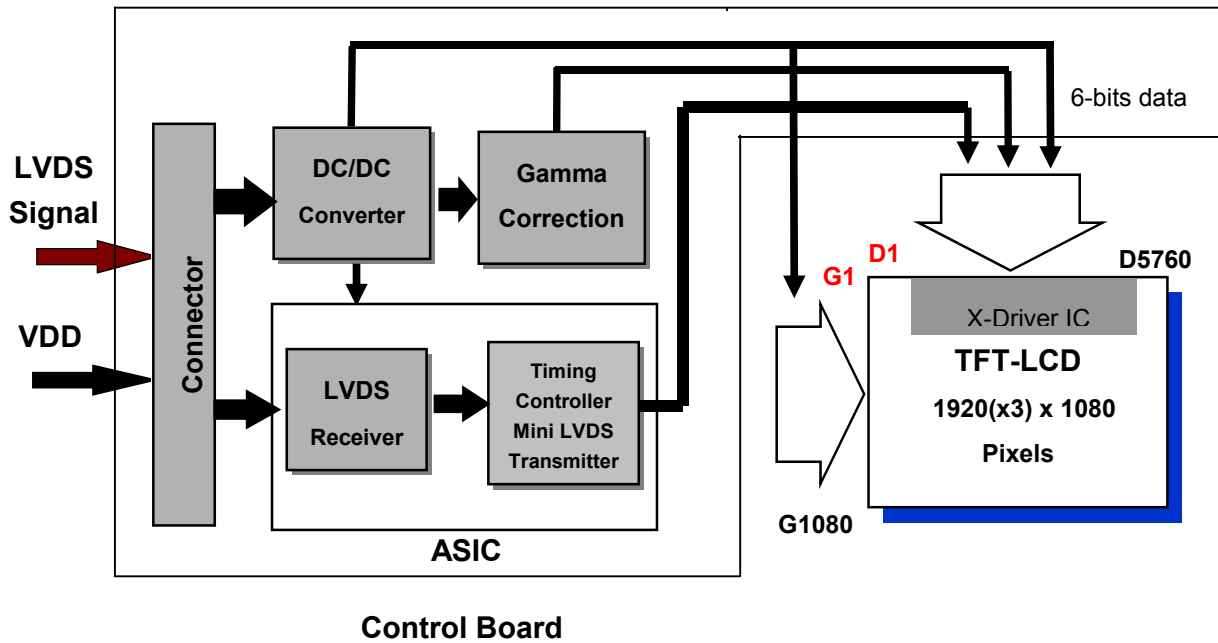 6-bits data
LVDS
Signal
VDD
Connector
DC/DC
Converter
Gamma
Correction
LVDS
Receiver
Timing
Controller
Mini LVDS
Transmitter
ASIC
D1
G1
D5760
X-Driver IC
TFT-LCD
1920(x3) x 1080
Pixels
G1080
Control Board